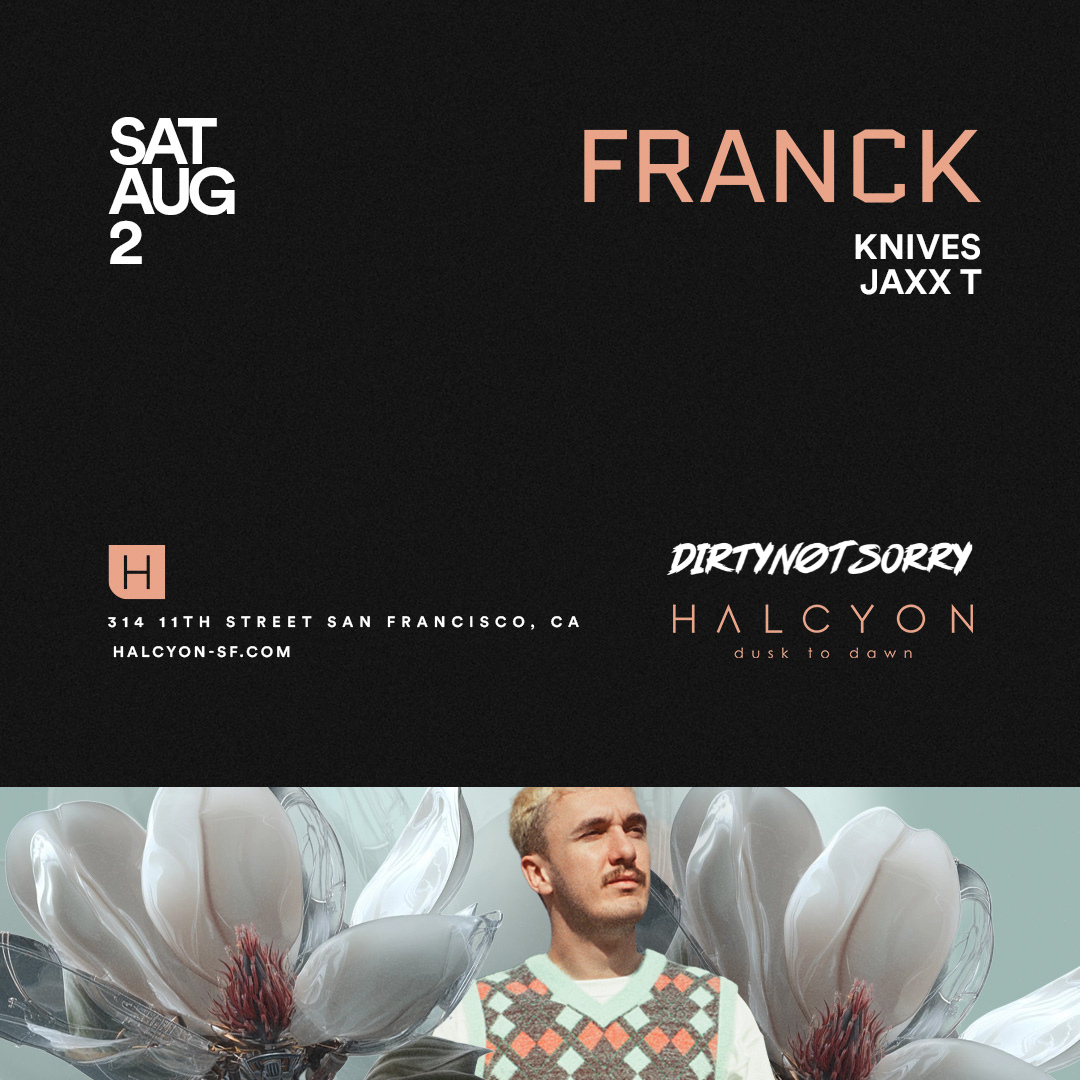 SAT
AUG
2
FRANCK
KNIVES
JAXX T
H
314 11TH STREET SAN FRANCISCO, CA
HALCYON-SF.COM
DIRTYNØTSORRY
HALCYON
dusk to dawn